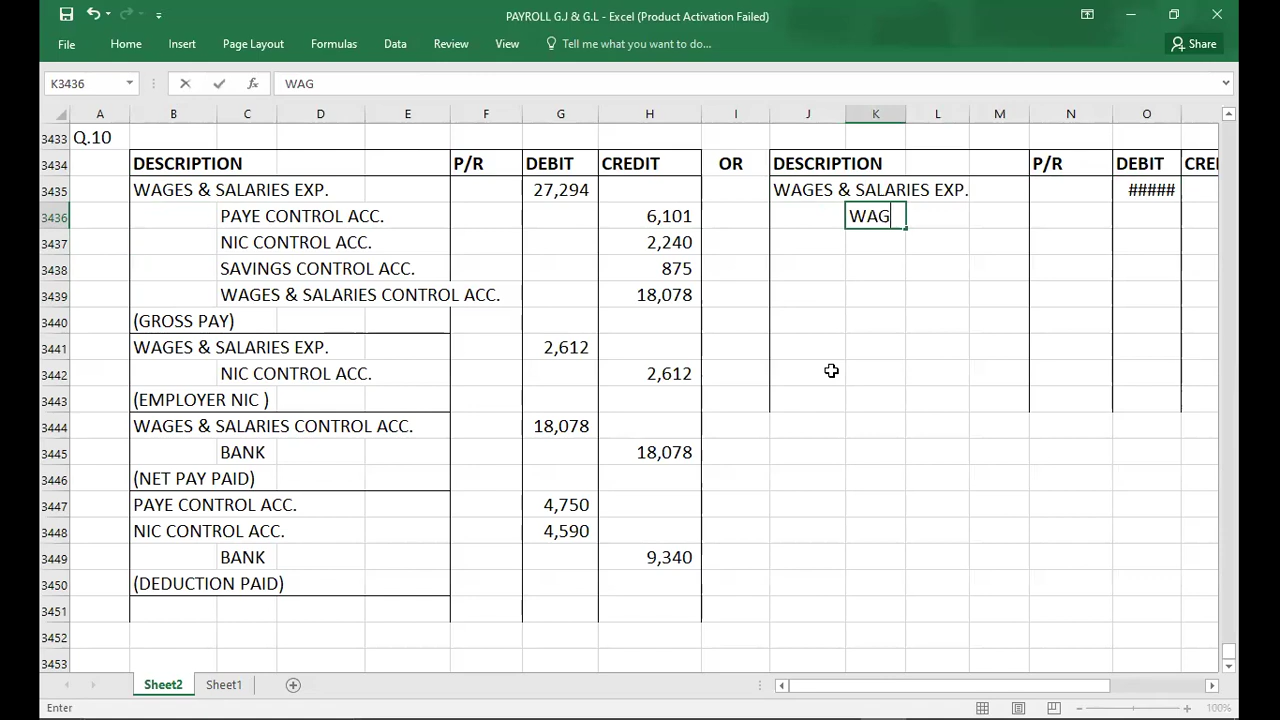 PAYROLL G.J & G.L - Excel (Product Activation Failed)
File Home Insert Page Layout Formulas Data Review View Tell me what you want to do... Share
K3436 fx WAG
A B C D E F G H I J K L M N O
3433 Q.10
3434 DESCRIPTION P/R DEBIT CREDIT OR DESCRIPTION P/R DEBIT CRE
3435 WAGES & SALARIES EXP. 27,294 WAGES & SALARIES EXP. #####
3436 PAYE CONTROL ACC. 6,101 WAG
3437 NIC CONTROL ACC. 2,240
3438 SAVINGS CONTROL ACC. 875
3439 WAGES & SALARIES CONTROL ACC. 18,078
3440 (GROSS PAY)
3441 WAGES & SALARIES EXP. 2,612
3442 NIC CONTROL ACC. 2,612
3443 (EMPLOYER NIC )
3444 WAGES & SALARIES CONTROL ACC. 18,078
3445 BANK 18,078
3446 (NET PAY PAID)
3447 PAYE CONTROL ACC. 4,750
3448 NIC CONTROL ACC. 4,590
3449 BANK 9,340
3450 (DEDUCTION PAID)
3451
3452
3453
Sheet2 Sheet1
Enter 100%